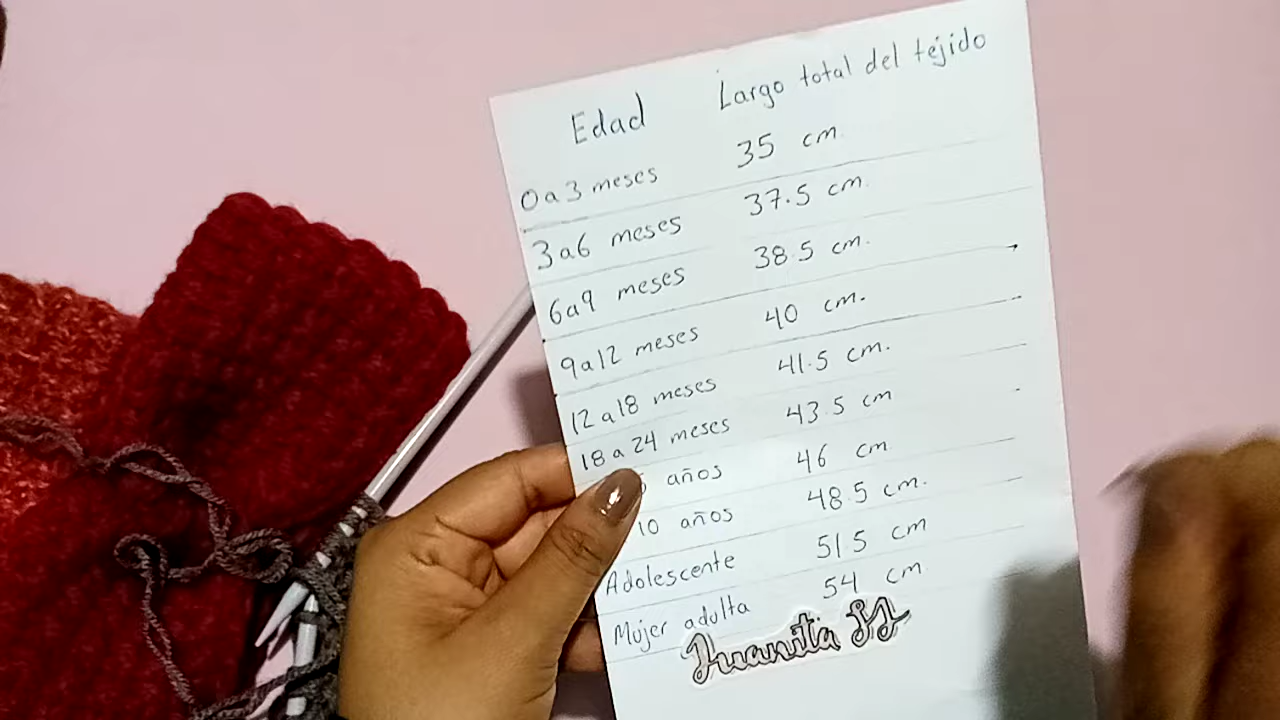 Edad Largo total del tejido
0 a 3 meses 35 cm.
3 a 6 meses 37.5 cm.
6 a 9 meses 38.5 cm.
9 a 12 meses 40 cm.
12 a 18 meses 41.5 cm.
18 a 24 meses 43.5 cm
años 46 cm
10 años 48.5 cm.
Adolescente 51.5 cm
Mujer adulta 54 cm
Juanita